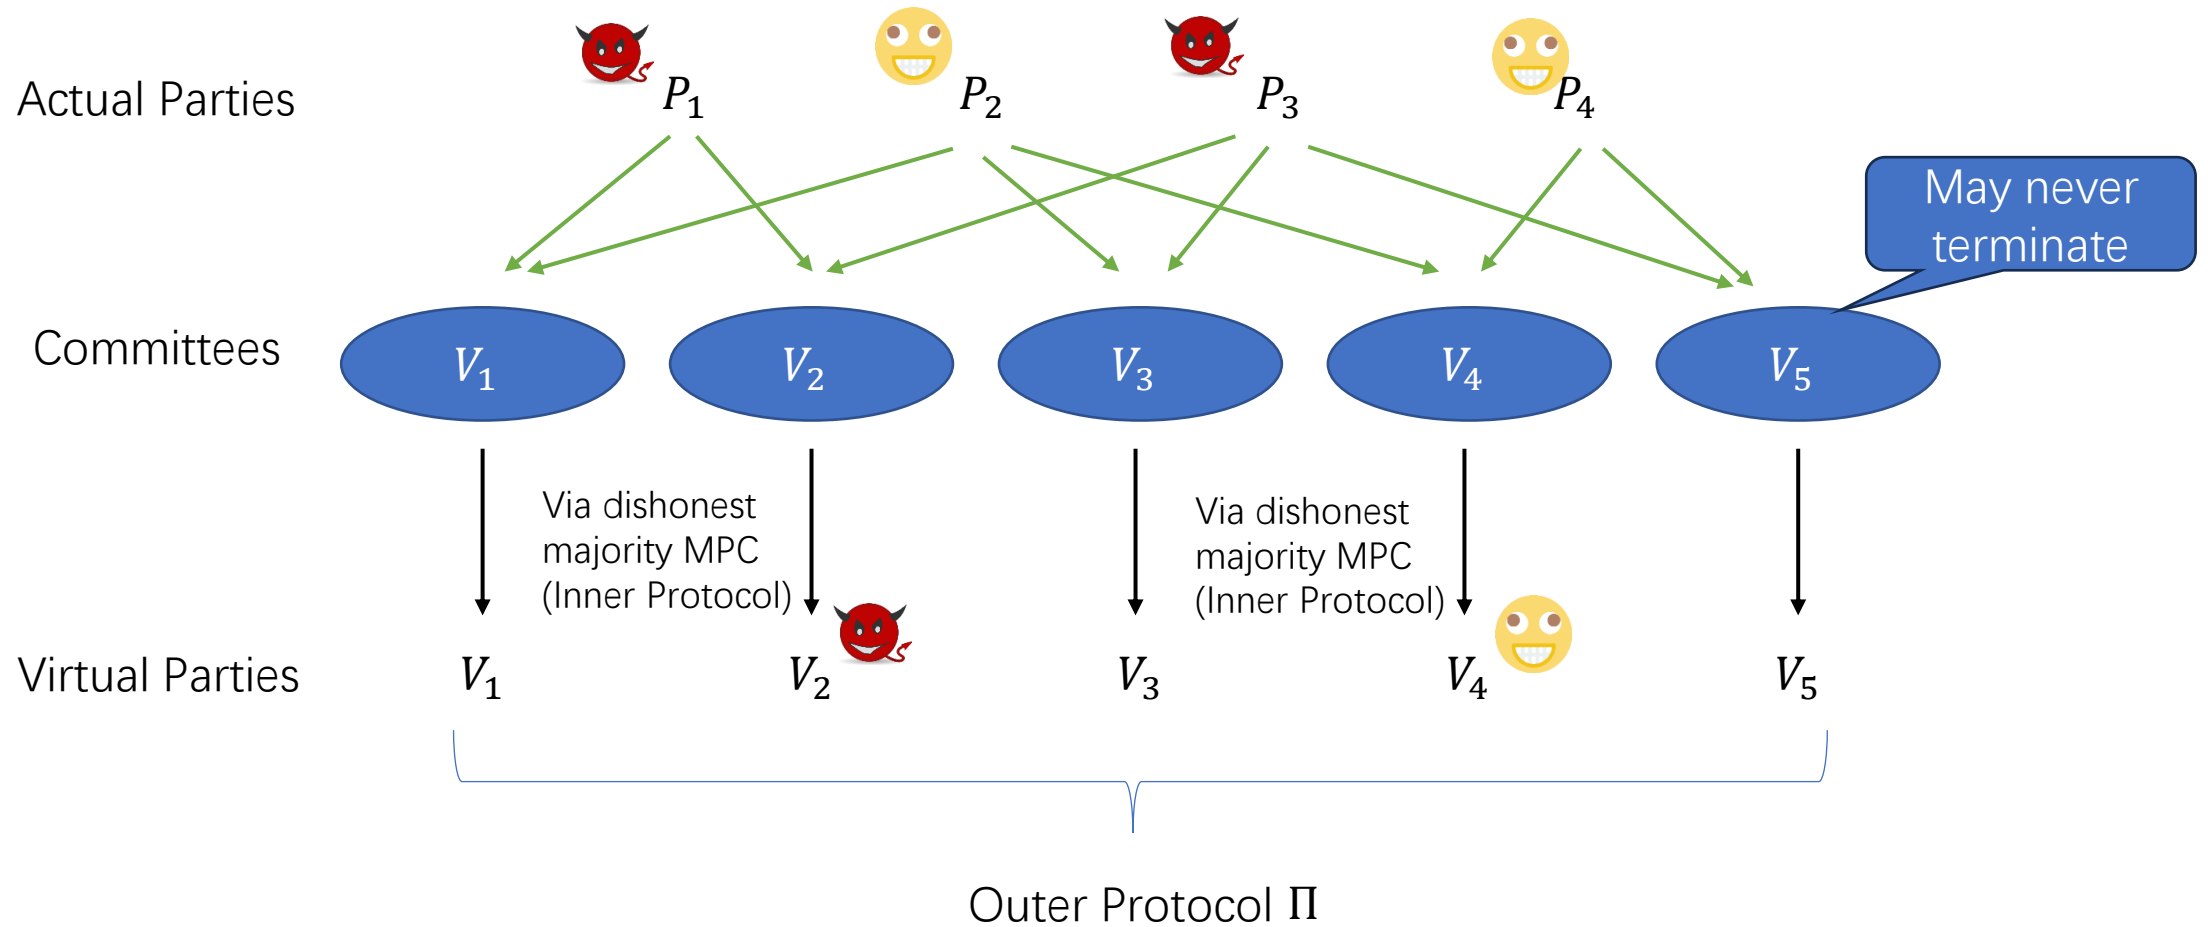 Actual Parties
P₁
P₂
P₃
P₄
May never
terminate
Committees
V₁
V₂
V₃
V₄
V₅
Via dishonest
majority MPC
(Inner Protocol)
Via dishonest
majority MPC
(Inner Protocol)
Virtual Parties
V₁
V₂
V₃
V₄
V₅
Outer Protocol Π